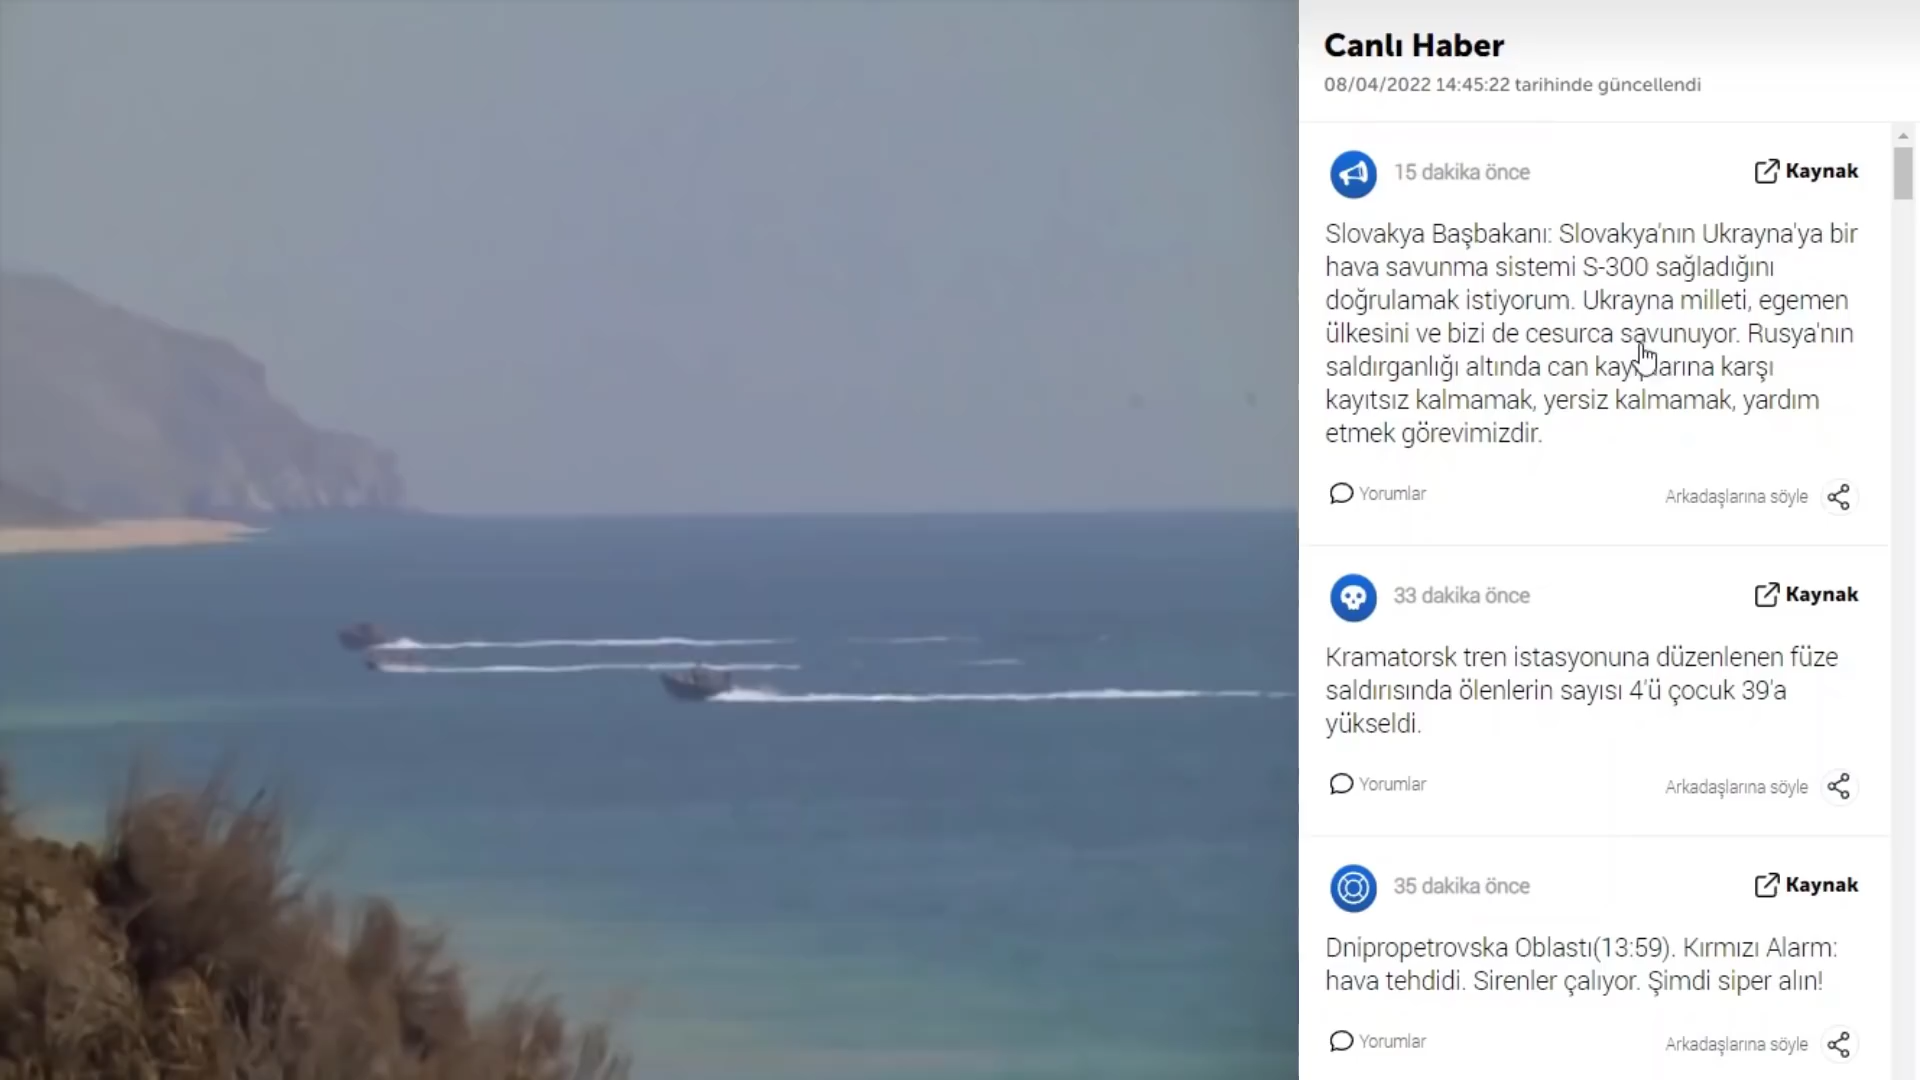 Canlı Haber
08/04/2022 14:45:22 tarihinde güncellendi
15 dakika önce
Kaynak
Slovakya Başbakanı: Slovakya'nın Ukrayna'ya bir
hava savunma sistemi S-300 sağladığını
doğrulamak istiyorum. Ukrayna milleti, egemen
ülkesini ve bizi de cesurca savunuyor. Rusya'nın
saldırganlığı altında can kayıplarına karşı
kayıtsız kalmamak, yersiz kalmamak, yardım
etmek görevimizdir.
Yorumlar
Arkadaşlarına söyle
33 dakika önce
Kaynak
Kramatorsk tren istasyonuna düzenlenen füze
saldırısında ölenlerin sayısı 4'ü çocuk 39'a
yükseldi.
Yorumlar
Arkadaşlarına söyle
35 dakika önce
Kaynak
Dnipropetrovska Oblastı(13:59). Kırmızı Alarm:
hava tehdidi. Sirenler çalıyor. Şimdi siper alın!
Yorumlar
Arkadaşlarına söyle